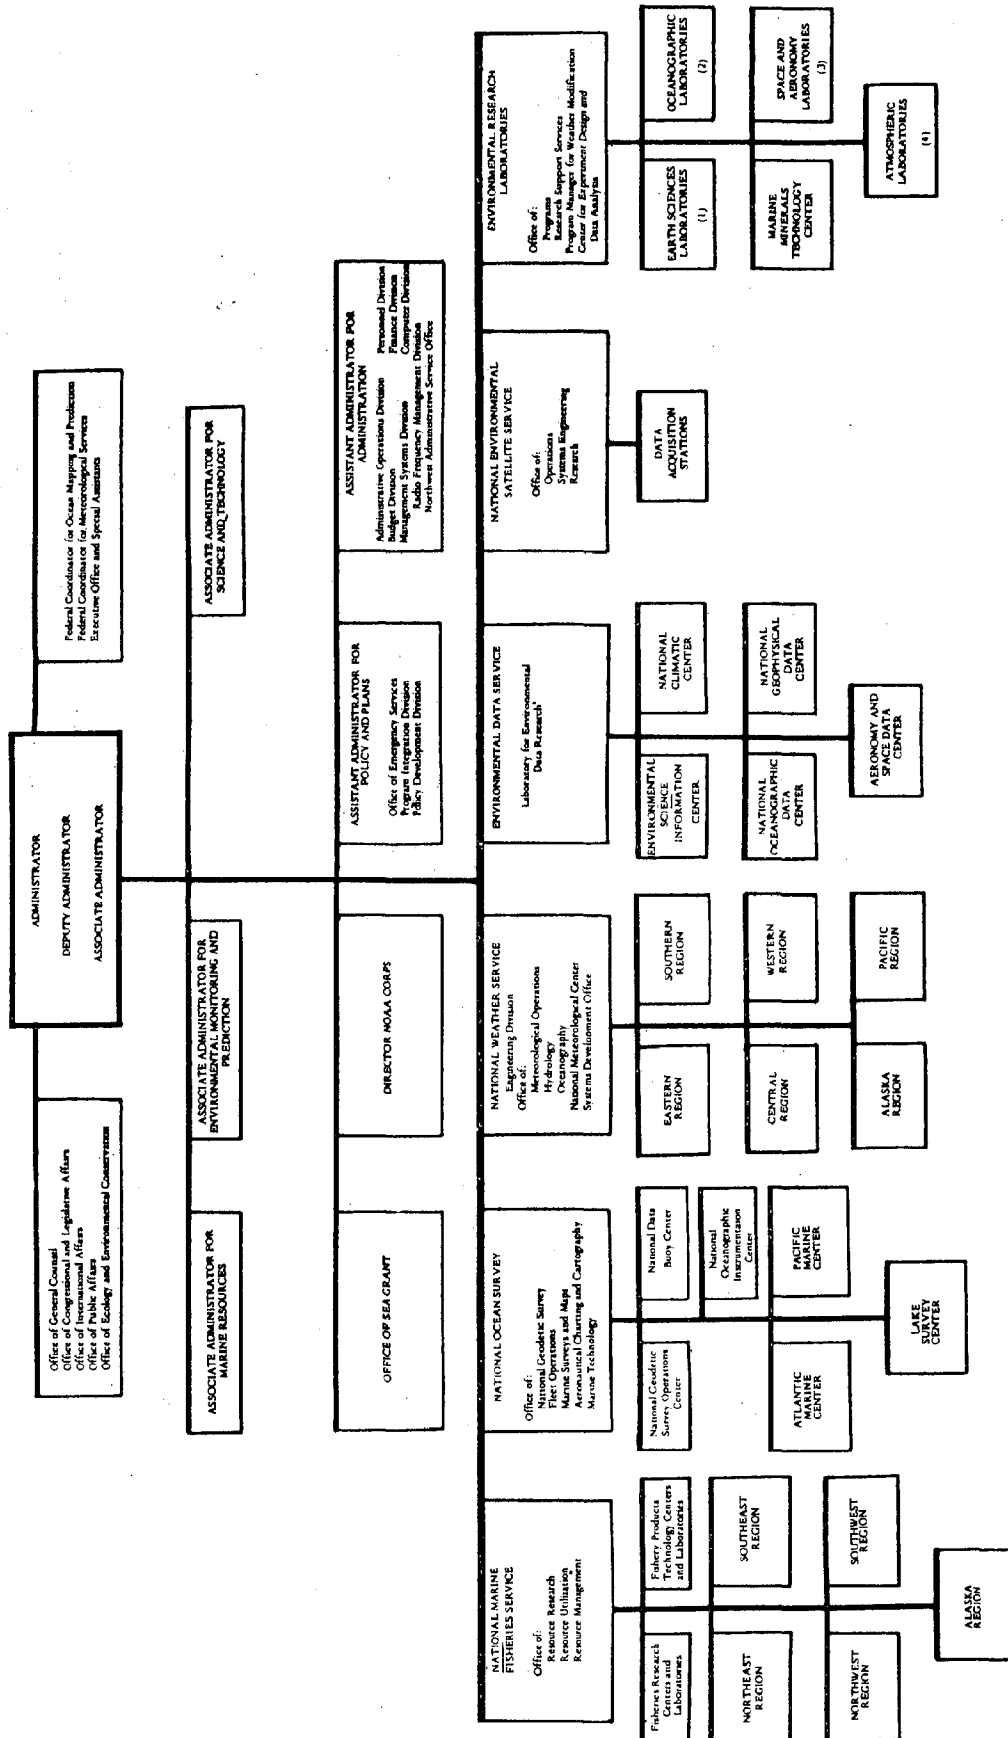 ADMINISTRATOR
DEPUTY ADMINISTRATOR
ASSOCIATE ADMINISTRATOR
Office of General Counsel
Office of Congressional and Legislative Affairs
Office of International Affairs
Office of Public Affairs
Office of Ecology and Environmental Conservation
Federal Coordinator for Ocean Mapping and Prediction
Federal Coordinator for Meteorological Services
Executive Office and Special Assistants
ASSOCIATE ADMINISTRATOR FOR
MARINE RESOURCES
ASSOCIATE ADMINISTRATOR FOR
ENVIRONMENTAL MONITORING AND
PREDICTION
ASSOCIATE ADMINISTRATOR FOR
SCIENCE AND TECHNOLOGY
OFFICE OF SEA GRANT
DIRECTOR NOAA CORPS
ASSISTANT ADMINISTRATOR FOR
POLICY AND PLANS
Office of Emergency Services
Program Integration Division
Policy Development Division
ASSISTANT ADMINISTRATOR FOR
ADMINISTRATION
Administrative Operations Division Personnel Division
Budget Division Finance Division
Management Systems Division Computer Division
Radio Frequency Management Division
Northwest Administrative Service Office
NATIONAL MARINE
FISHERIES SERVICE
Office of:
Resource Research
Resource Utilization
Resource Management
Fisheries Research
Centers and
Laboratories
Fishery Products
Technology Centers
and Laboratories
NORTHEAST
REGION
SOUTHEAST
REGION
NORTHWEST
REGION
SOUTHWEST
REGION
ALASKA
REGION
NATIONAL OCEAN SURVEY
Office of:
National Geodetic Survey
Fleet Operations
Marine Surveys and Maps
Aeronautical Charting and Cartography
Marine Technology
National Geodetic
Survey Operations
Center
National Data
Buoy Center
National
Oceanographic
Instrumentation
Center
ATLANTIC
MARINE
CENTER
PACIFIC
MARINE
CENTER
LAKE
SURVEY
CENTER
NATIONAL WEATHER SERVICE
Engineering Division
Office of:
Meteorological Operations
Hydrology
Oceanography
National Meteorological Center
Systems Development Office
EASTERN
REGION
SOUTHERN
REGION
CENTRAL
REGION
WESTERN
REGION
ALASKA
REGION
PACIFIC
REGION
ENVIRONMENTAL DATA SERVICE
Laboratory for Environmental
Data Research
ENVIRONMENTAL
SCIENCE
INFORMATION
CENTER
NATIONAL
CLIMATIC
CENTER
NATIONAL
OCEANOGRAPHIC
DATA
CENTER
NATIONAL
GEOPHYSICAL
DATA
CENTER
AERONOMY AND
SPACE DATA
CENTER
NATIONAL ENVIRONMENTAL
SATELLITE SERVICE
Office of:
Operations
Systems Engineering
Research
DATA
ACQUISITION
STATIONS
ENVIRONMENTAL RESEARCH
LABORATORIES
Office of:
Programs
Research Support Services
Program Manager for Weather Modification
Center for Experiment Design and
Data Analysis
EARTH SCIENCES
LABORATORIES
(1)
OCEANOGRAPHIC
LABORATORIES
(2)
MARINE
MINERALS
TECHNOLOGY
CENTER
SPACE AND
AERONOMY
LABORATORIES
(3)
ATMOSPHERIC
LABORATORIES
(4)